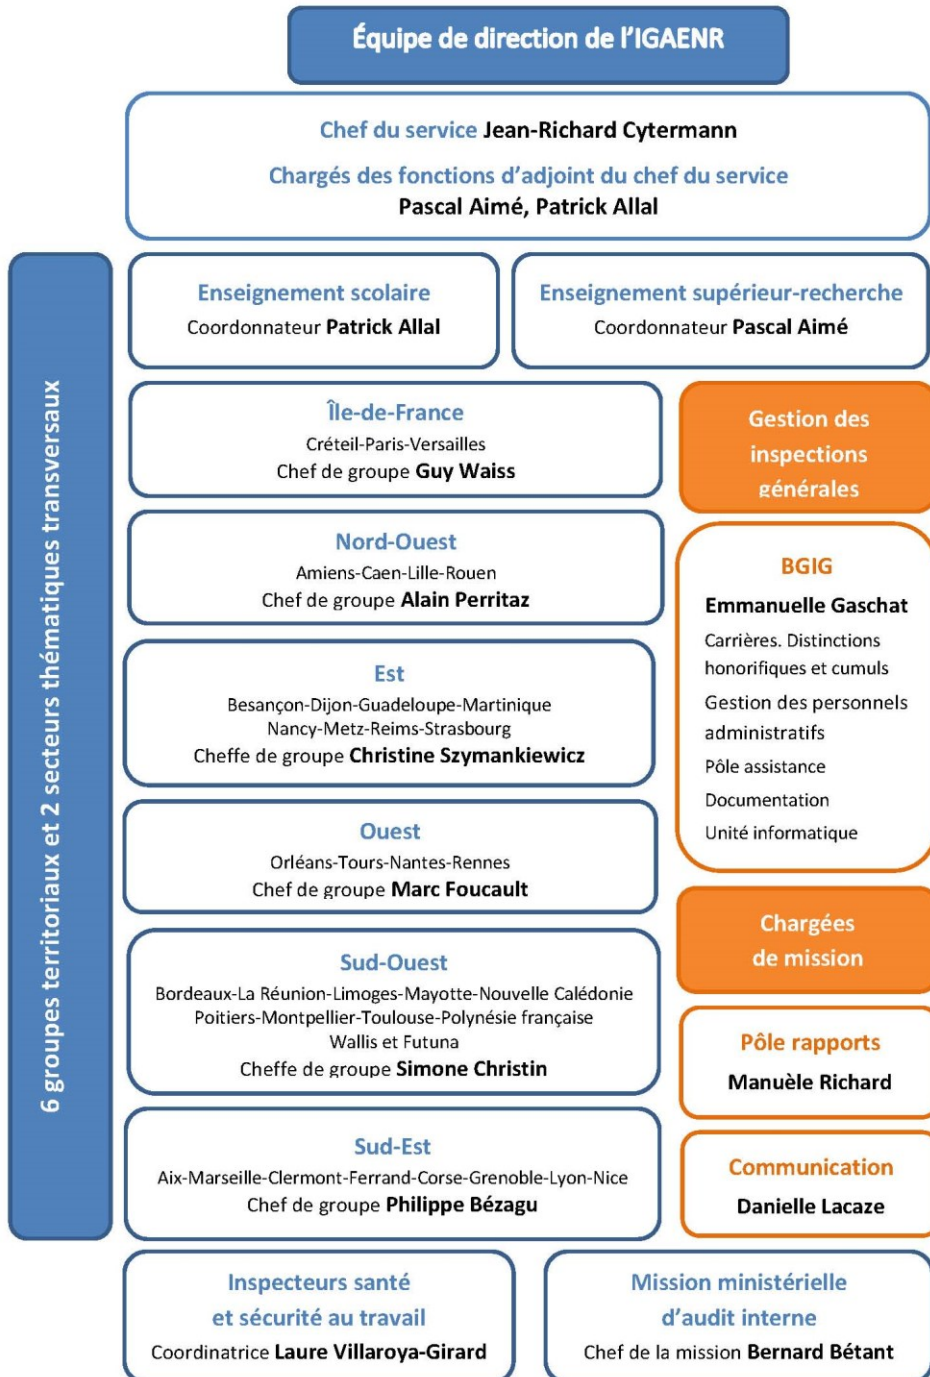 Équipe de direction de l'IGAENR
Chef du service Jean-Richard Cytermann
Chargés des fonctions d'adjoint du chef du service
Pascal Aimé, Patrick Allal
6 groupes territoriaux et 2 secteurs thématiques transversaux
Enseignement scolaire
Coordonnateur Patrick Allal
Enseignement supérieur-recherche
Coordonnateur Pascal Aimé
Île-de-France
Créteil-Paris-Versailles
Chef de groupe Guy Waiss
Nord-Ouest
Amiens-Caen-Lille-Rouen
Chef de groupe Alain Perritaz
Est
Besançon-Dijon-Guadeloupe-Martinique
Nancy-Metz-Reims-Strasbourg
Cheffe de groupe Christine Szymankiewicz
Ouest
Orléans-Tours-Nantes-Rennes
Chef de groupe Marc Foucault
Sud-Ouest
Bordeaux-La Réunion-Limoges-Mayotte-Nouvelle Calédonie
Poitiers-Montpellier-Toulouse-Polynésie française
Wallis et Futuna
Cheffe de groupe Simone Christin
Sud-Est
Aix-Marseille-Clermont-Ferrand-Corse-Grenoble-Lyon-Nice
Chef de groupe Philippe Bézagu
Gestion des
inspections
générales
BGIG
Emmanuelle Gaschat
Carrières. Distinctions
honorifiques et cumuls
Gestion des personnels
administratifs
Pôle assistance
Documentation
Unité informatique
Chargées
de mission
Pôle rapports
Manuèle Richard
Communication
Danielle Lacaze
Inspecteurs santé
et sécurité au travail
Coordinatrice Laure Villaroya-Girard
Mission ministérielle
d'audit interne
Chef de la mission Bernard Bétant